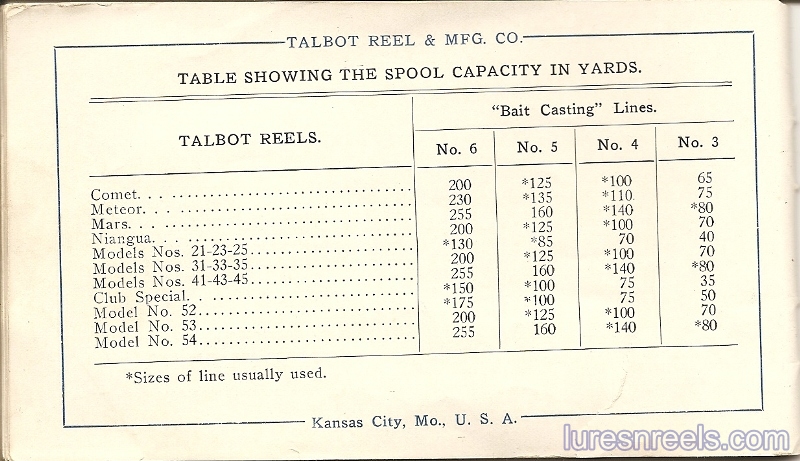 TALBOT REEL & MFG. CO.
TABLE SHOWING THE SPOOL CAPACITY IN YARDS.
TALBOT REELS. "Bait Casting" Lines.
No. 6 No. 5 No. 4 No. 3
Comet. 200 *125 *100 65
Meteor. 230 *135 *110. 75
Mars. 255 160 *140 *80
Niangua. 200 *125 *100 70
Models Nos. 21-23-25 *130 *85 70 40
Models Nos. 31-33-35 200 *125 *100 70
Models Nos. 41-43-45 255 160 *140 *80
Club Special. *150 *100 75 35
Model No. 52 *175 *100 75 50
Model No. 53 200 *125 *100 70
Model No. 54 255 160 *140 *80
*Sizes of line usually used.
Kansas City, Mo., U. S. A.
luresnreels.com